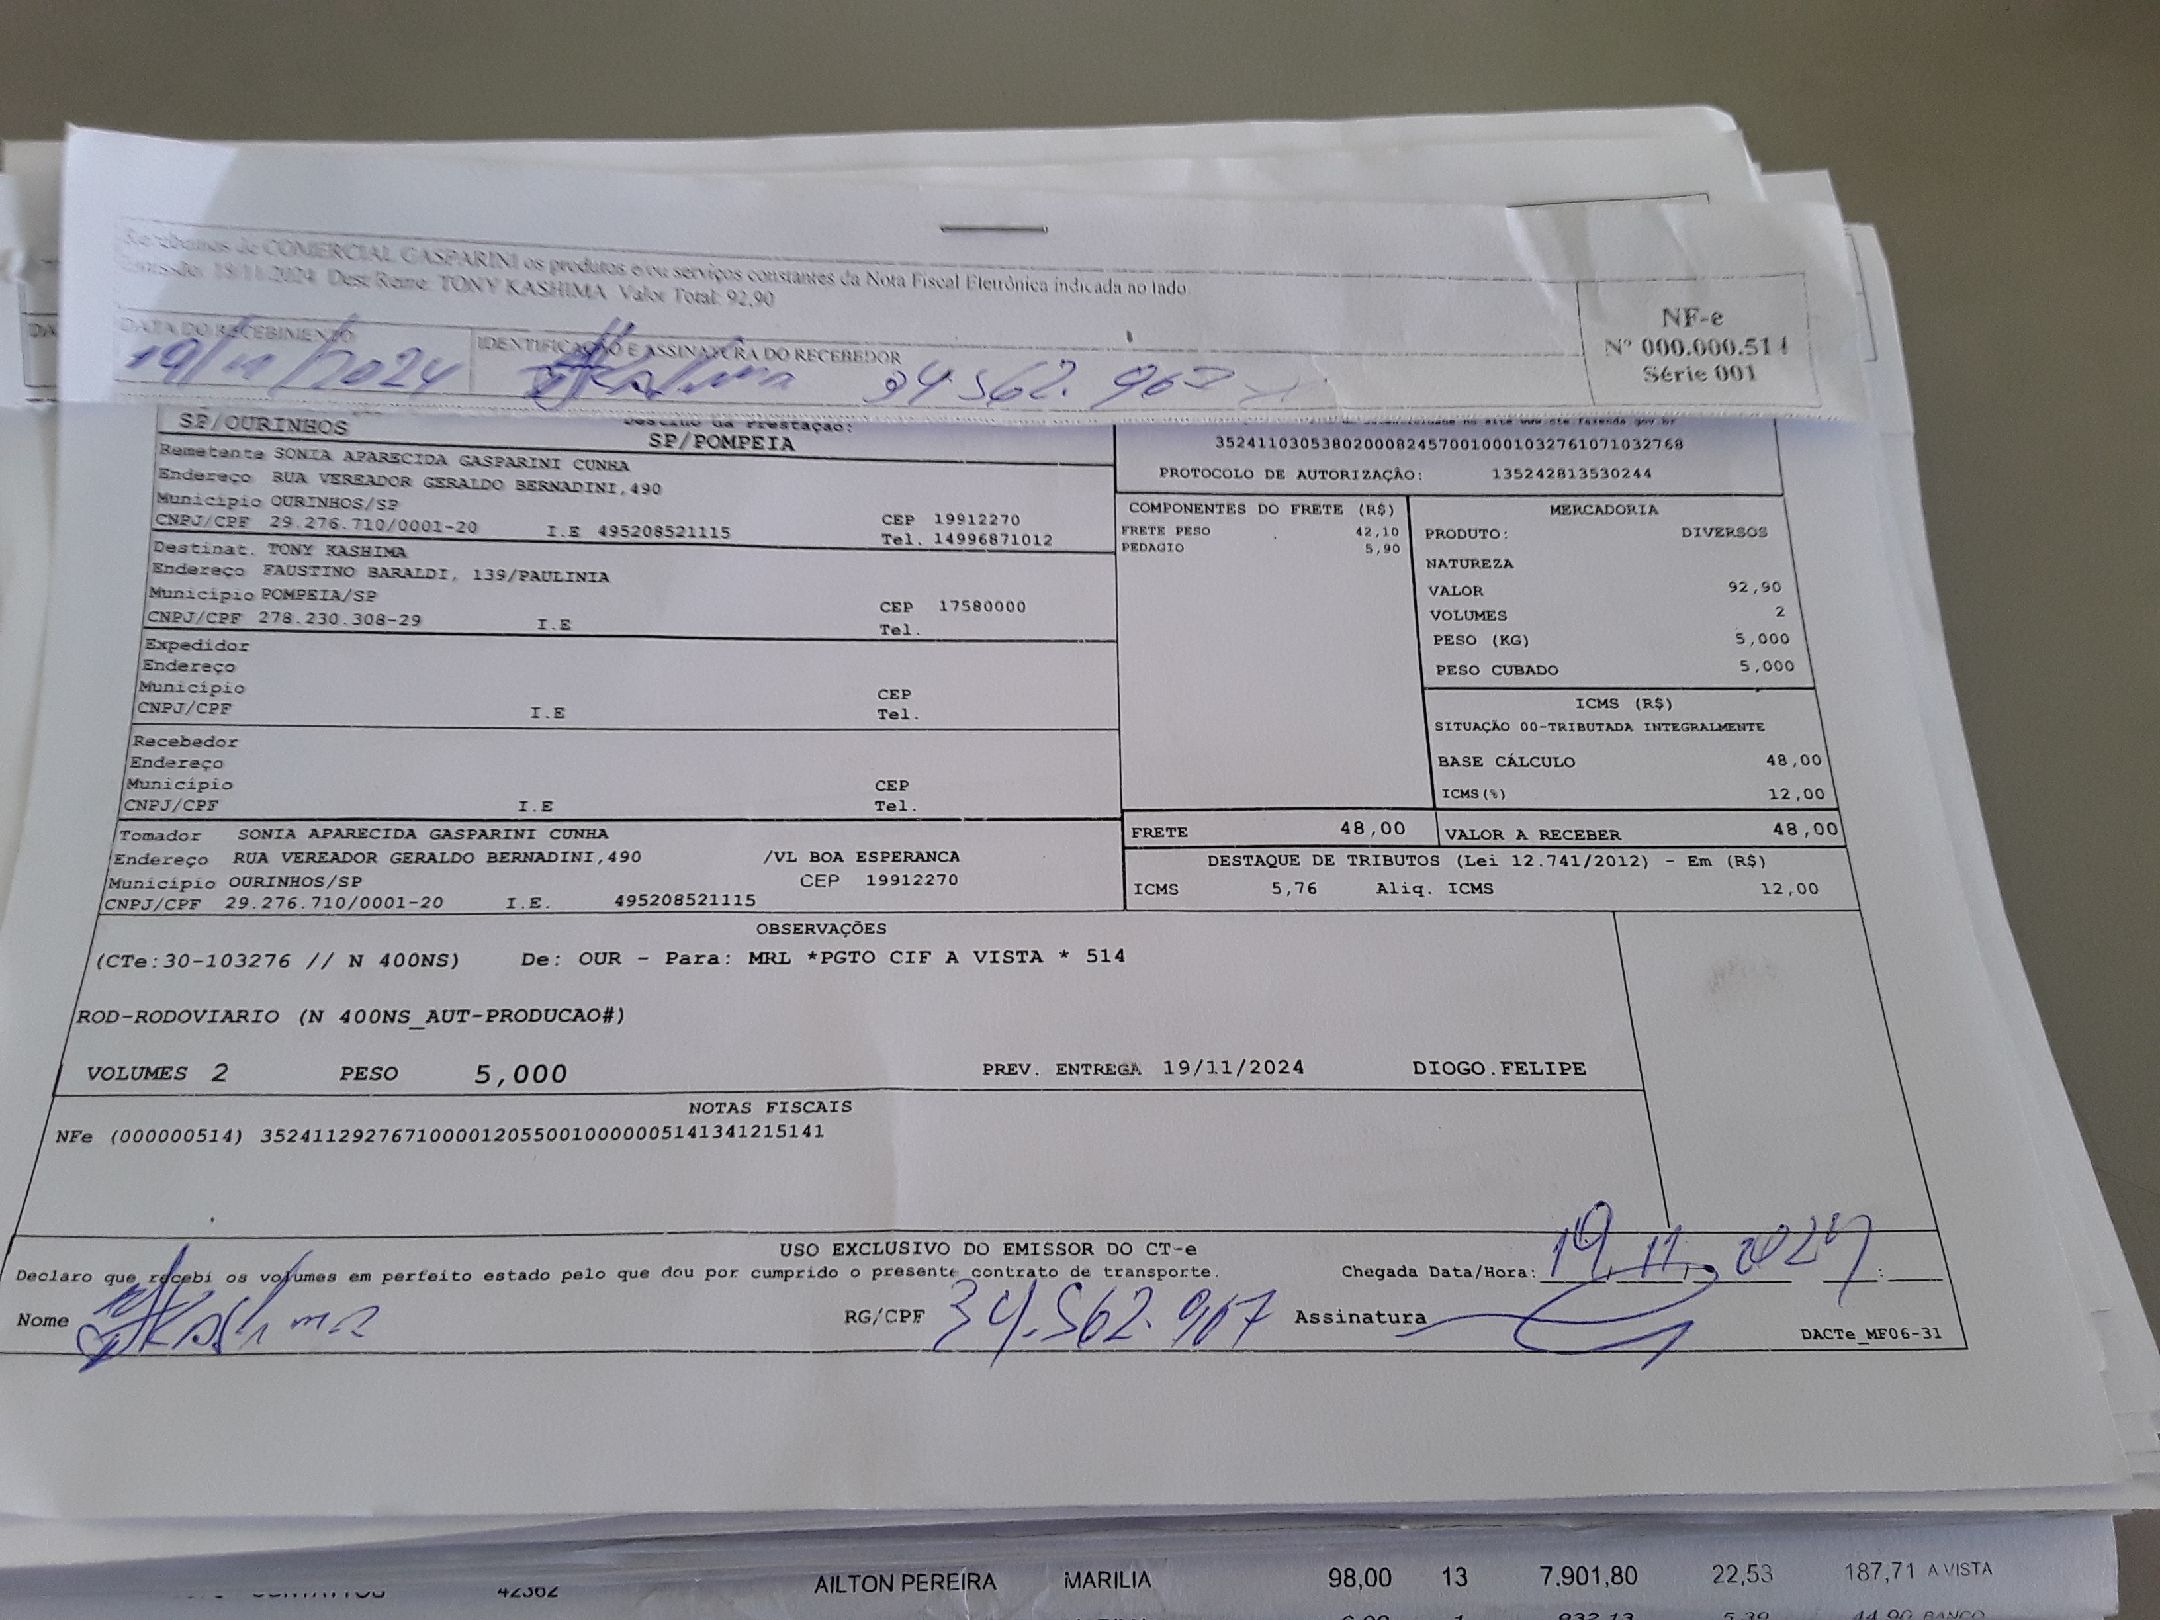 Recebemos de COMERCIAL GASPARINI os produtos e/ou serviços constantes da Nota Fiscal Eletrônica indicada ao lado.
Emissão: 18/11/2024 Dest/Reme: TONY KASHIMA Valor Total: 92,90
NF-e
Nº 000.000.514
Série 001
DATA DO RECEBIMENTO
19/11/2024
IDENTIFICAÇÃO E ASSINATURA DO RECEBEDOR
Kashima 34.562.967
SP/OURINHOS
Destino da Prestação:
SP/POMPEIA
35241103053802000824570010001032761071032768
PROTOCOLO DE AUTORIZAÇÃO: 135242813530244
Remetente SONIA APARECIDA GASPARINI CUNHA
Endereço RUA VEREADOR GERALDO BERNADINI,490
Município OURINHOS/SP
CEP 19912270
CNPJ/CPF 29.276.710/0001-20 I.E 495208521115 Tel. 14996871012
Destinat. TONY KASHIMA
Endereço FAUSTINO BARALDI, 139/PAULINIA
Município POMPEIA/SP CEP 17580000
CNPJ/CPF 278.230.308-29 I.E Tel.
Expedidor
Endereço
Município CEP
CNPJ/CPF I.E Tel.
Recebedor
Endereço
Município CEP
CNPJ/CPF I.E Tel.
Tomador SONIA APARECIDA GASPARINI CUNHA
Endereço RUA VEREADOR GERALDO BERNADINI,490 /VL BOA ESPERANCA
Município OURINHOS/SP CEP 19912270
CNPJ/CPF 29.276.710/0001-20 I.E. 495208521115
COMPONENTES DO FRETE (R$)
FRETE PESO 42,10
PEDAGIO 5,90
MERCADORIA
PRODUTO: DIVERSOS
NATUREZA
VALOR 92,90
VOLUMES 2
PESO (KG) 5,000
PESO CUBADO 5,000
ICMS (R$)
SITUAÇÃO 00-TRIBUTADA INTEGRALMENTE
BASE CÁLCULO 48,00
ICMS(%) 12,00
FRETE 48,00 VALOR A RECEBER 48,00
DESTAQUE DE TRIBUTOS (Lei 12.741/2012) - Em (R$)
ICMS 5,76 Aliq. ICMS 12,00
OBSERVAÇÕES
(CTe:30-103276 // N 400NS) De: OUR - Para: MRL *PGTO CIF A VISTA * 514
ROD-RODOVIARIO (N 400NS_AUT-PRODUCAO#)
VOLUMES 2 PESO 5,000 PREV. ENTREGA 19/11/2024 DIOGO.FELIPE
NOTAS FISCAIS
NFe (000000514) 35241129276710000120550010000005141341215141
USO EXCLUSIVO DO EMISSOR DO CT-e
Declaro que recebi os volumes em perfeito estado pelo que dou por cumprido o presente contrato de transporte. Chegada Data/Hora: 19.11.2024 :
Nome Kashima RG/CPF 34.562.967 Assinatura
DACTe_MF06-31
AILTON PEREIRA MARILIA 98,00 13 7.901,80 22,53 187,71 A VISTA